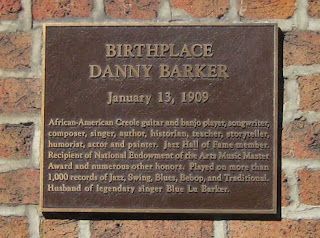 BIRTHPLACE
DANNY BARKER
January 13, 1909
African-American Creole guitar and banjo player, songwriter,
composer, singer, author, historian, teacher, storyteller,
humorist, actor and painter. Jazz Hall of Fame member.
Recipient of National Endowment of the Arts Music Master
Award and numerous other honors. Played on more than
1,000 records of Jazz, Swing, Blues, Bebop, and Traditional.
Husband of legendary singer Blue Lu Barker.